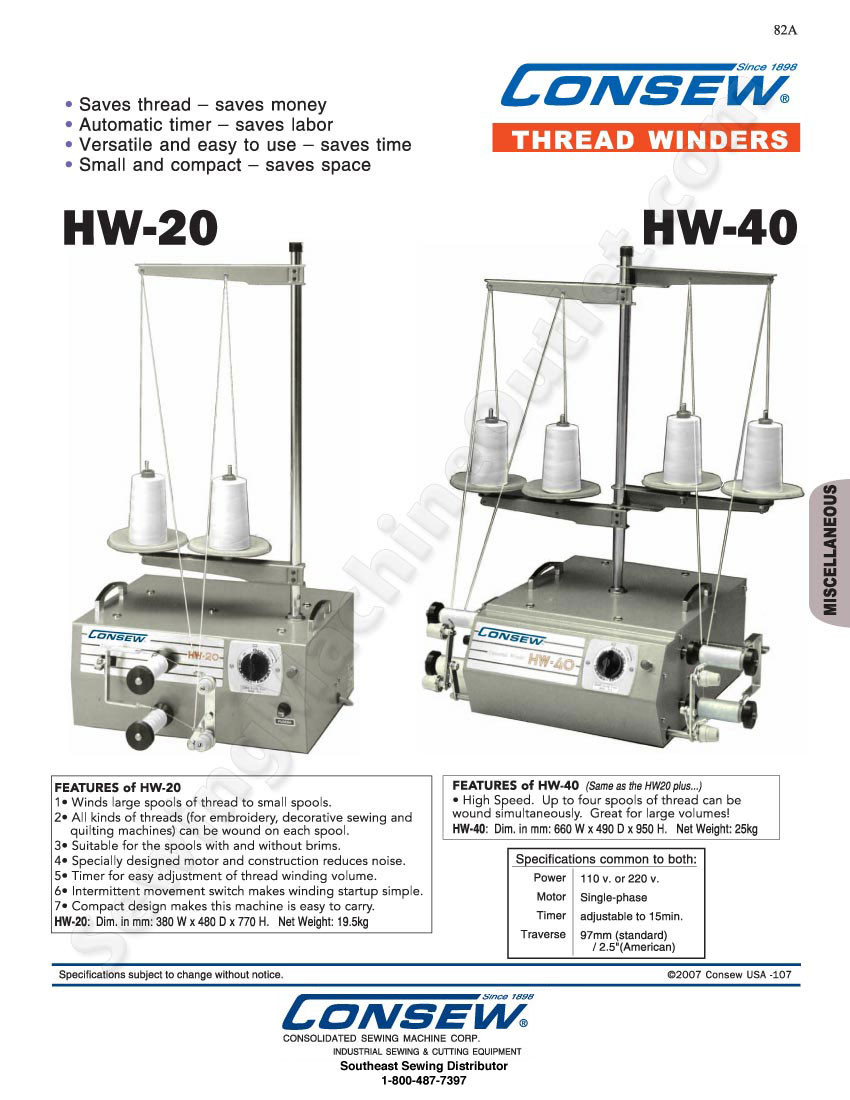 82A
Since 1898
CONSEW®
THREAD WINDERS
• Saves thread – saves money
• Automatic timer – saves labor
• Versatile and easy to use – saves time
• Small and compact – saves space
HW-20
HW-40
CONSEW
HW-20
CONSEW
HW-40
MISCELLANEOUS
FEATURES of HW-20
1• Winds large spools of thread to small spools.
2• All kinds of threads (for embroidery, decorative sewing and
quilting machines) can be wound on each spool.
3• Suitable for the spools with and without brims.
4• Specially designed motor and construction reduces noise.
5• Timer for easy adjustment of thread winding volume.
6• Intermittent movement switch makes winding startup simple.
7• Compact design makes this machine is easy to carry.
HW-20: Dim. in mm: 380 W x 480 D x 770 H. Net Weight: 19.5kg
FEATURES of HW-40 (Same as the HW20 plus...)
• High Speed. Up to four spools of thread can be
wound simultaneously. Great for large volumes!
HW-40: Dim. in mm: 660 W x 490 D x 950 H. Net Weight: 25kg
Specifications common to both:
Power 110 v. or 220 v.
Motor Single-phase
Timer adjustable to 15min.
Traverse 97mm (standard)
/ 2.5"(American)
Specifications subject to change without notice.
©2007 Consew USA -107
Since 1898
CONSEW®
CONSOLIDATED SEWING MACHINE CORP.
INDUSTRIAL SEWING & CUTTING EQUIPMENT
Southeast Sewing Distributor
1-800-487-7397
SewingMachineOutlet.com